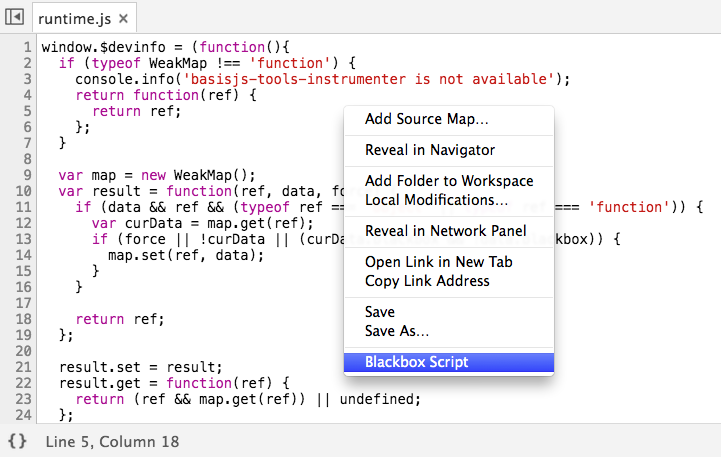 runtime.js ×
1 window.$devinfo = (function(){
2 if (typeof WeakMap !== 'function') {
3 console.info('basisjs-tools-instrumenter is not available');
4 return function(ref) {
5 return ref;
6 };
7 }
8
9 var map = new WeakMap();
10 var result = function(ref, data, for
11 if (data && ref && (typeof ref === 'function')) {
12 var curData = map.get(ref);
13 if (force || !curData || (curDat kbox)) {
14 map.set(ref, data);
15 }
16 }
17
18 return ref;
19 };
20
21 result.set = result;
22 result.get = function(ref) {
23 return (ref && map.get(ref)) || undefined;
24 };
Add Source Map...
Reveal in Navigator
Add Folder to Workspace
Local Modifications...
Reveal in Network Panel
Open Link in New Tab
Copy Link Address
Save
Save As...
Blackbox Script
{} Line 5, Column 18